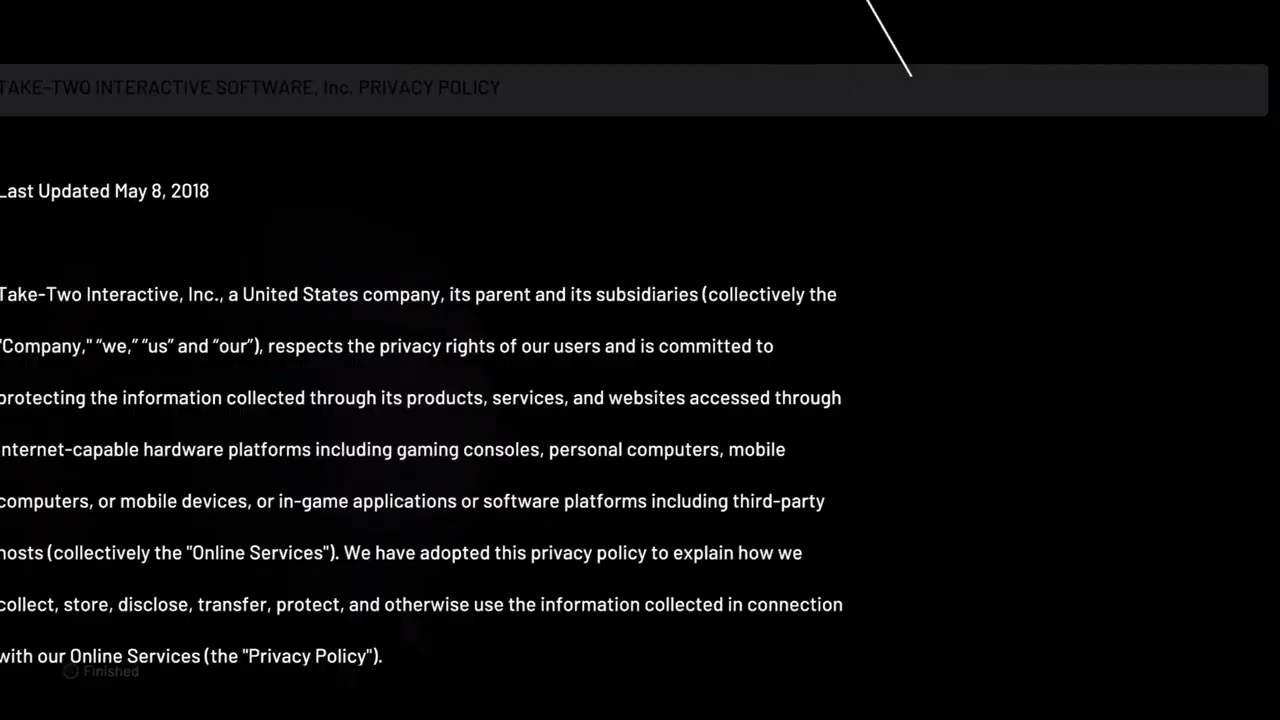 TAKE-TWO INTERACTIVE SOFTWARE, Inc. PRIVACY POLICY
Last Updated May 8, 2018
Take-Two Interactive, Inc., a United States company, its parent and its subsidiaries (collectively the
"Company," “we,” “us” and “our”), respects the privacy rights of our users and is committed to
protecting the information collected through its products, services, and websites accessed through
internet-capable hardware platforms including gaming consoles, personal computers, mobile
computers, or mobile devices, or in-game applications or software platforms including third-party
hosts (collectively the "Online Services"). We have adopted this privacy policy to explain how we
collect, store, disclose, transfer, protect, and otherwise use the information collected in connection
with our Online Services (the "Privacy Policy").
Finished